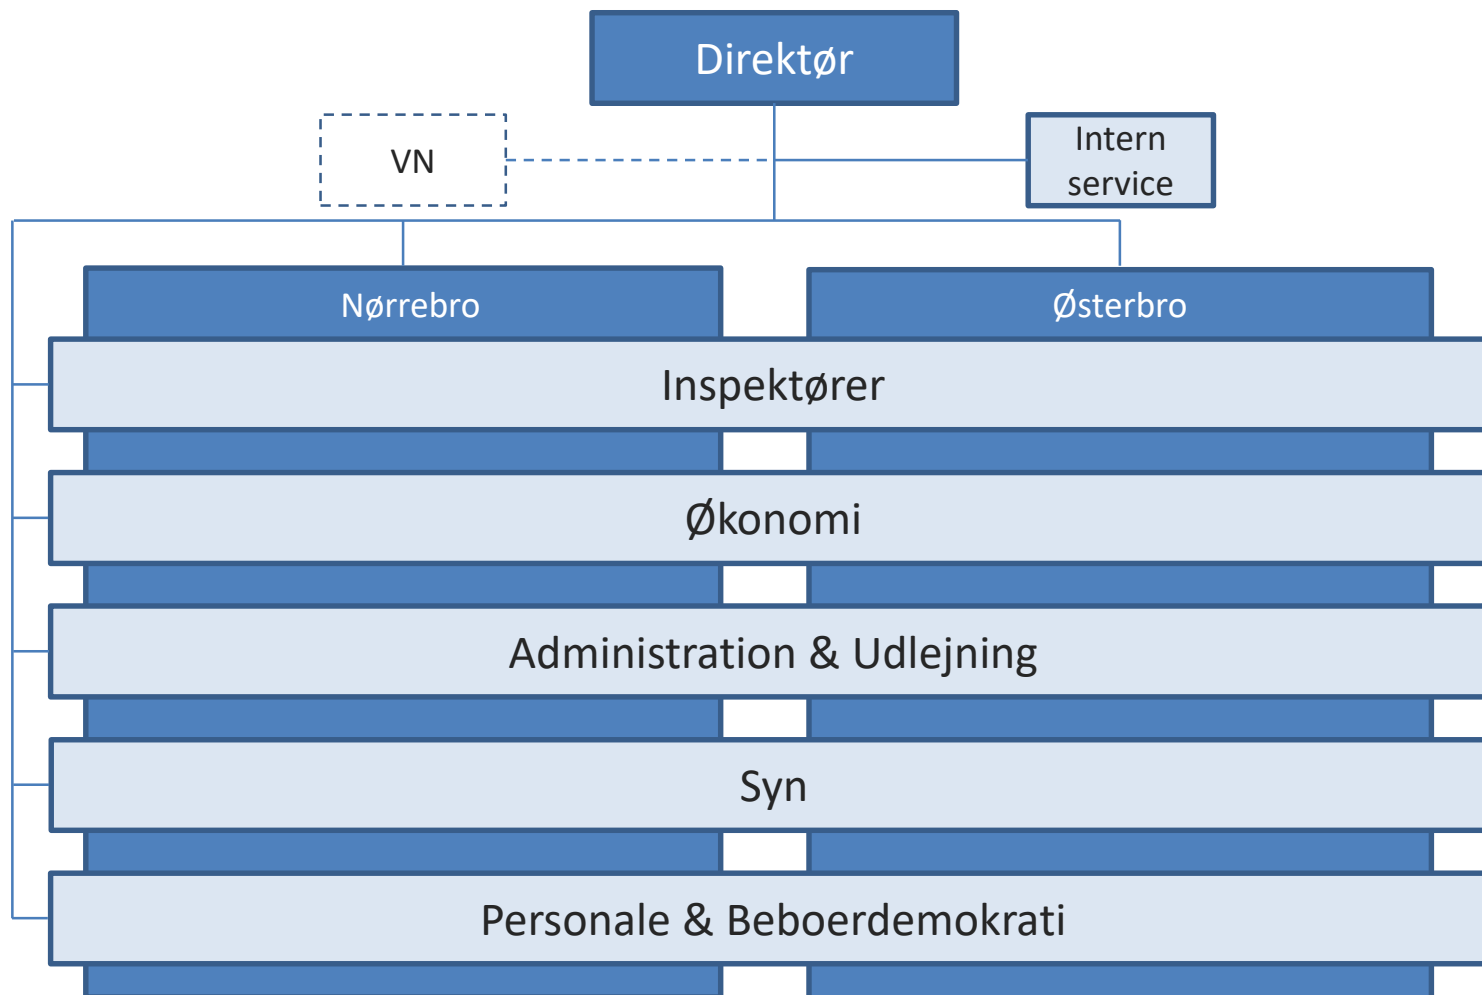 Direktør
VN
Intern
service
Nørrebro
Østerbro
Inspektører
Økonomi
Administration & Udlejning
Syn
Personale & Beboerdemokrati